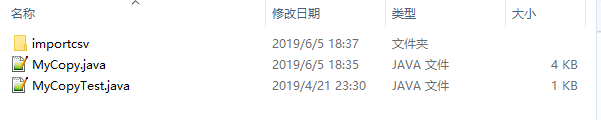 名称 修改日期 类型 大小
importcsv 2019/6/5 18:37 文件夹
MyCopy.java 2019/6/5 18:35 JAVA 文件 4 KB
MyCopyTest.java 2019/4/21 23:30 JAVA 文件 1 KB